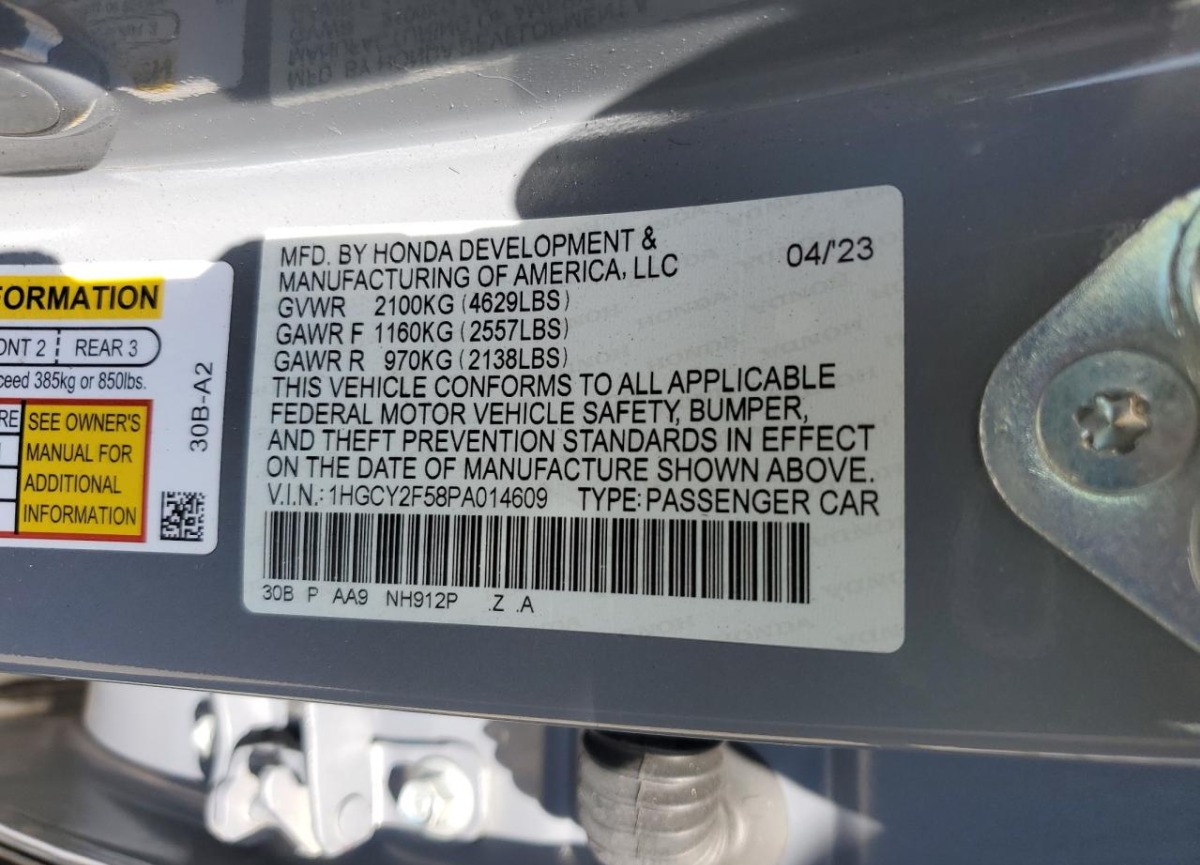 FORMATION
ONT 2 REAR 3
ceed 385kg or 850lbs.
RE
SEE OWNER'S
MANUAL FOR
ADDITIONAL
INFORMATION
30B-A2
MFD. BY HONDA DEVELOPMENT &
MANUFACTURING OF AMERICA, LLC 04/'23
GVWR 2100KG (4629LBS)
GAWR F 1160KG (2557LBS)
GAWR R 970KG (2138LBS)
THIS VEHICLE CONFORMS TO ALL APPLICABLE
FEDERAL MOTOR VEHICLE SAFETY, BUMPER,
AND THEFT PREVENTION STANDARDS IN EFFECT
ON THE DATE OF MANUFACTURE SHOWN ABOVE.
V.I.N.: 1HGCY2F58PA014609 TYPE: PASSENGER CAR
30B P AA9 NH912P .Z .A